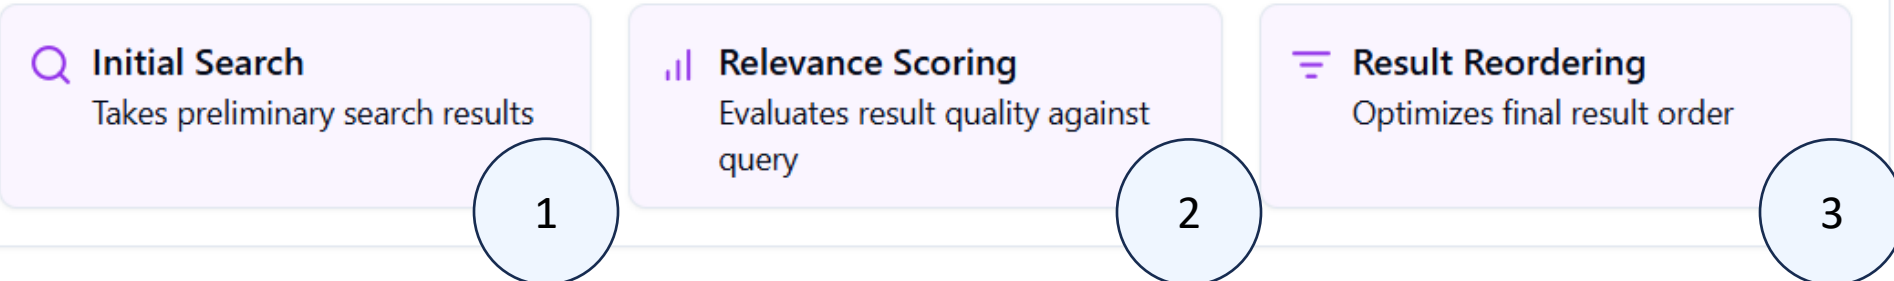 Initial Search
Takes preliminary search results
1
Relevance Scoring
Evaluates result quality against
query
2
Result Reordering
Optimizes final result order
3